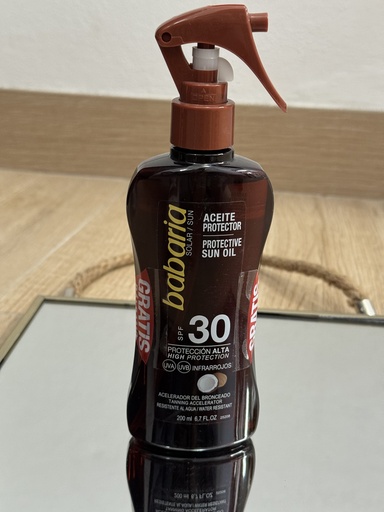 babaria
SOLAR / SUN
ACEITE
PROTECTOR
PROTECTIVE
SUN OIL
GRATIS
GRATIS
SPF 30
PROTECCIÓN ALTA
HIGH PROTECTION
UVA UVB INFRARROJOS
ACELERADOR DEL BRONCEADO
TANNING ACCELERATOR
RESISTENTE AL AGUA / WATER RESISTANT
200 ml 6.7 FL.OZ